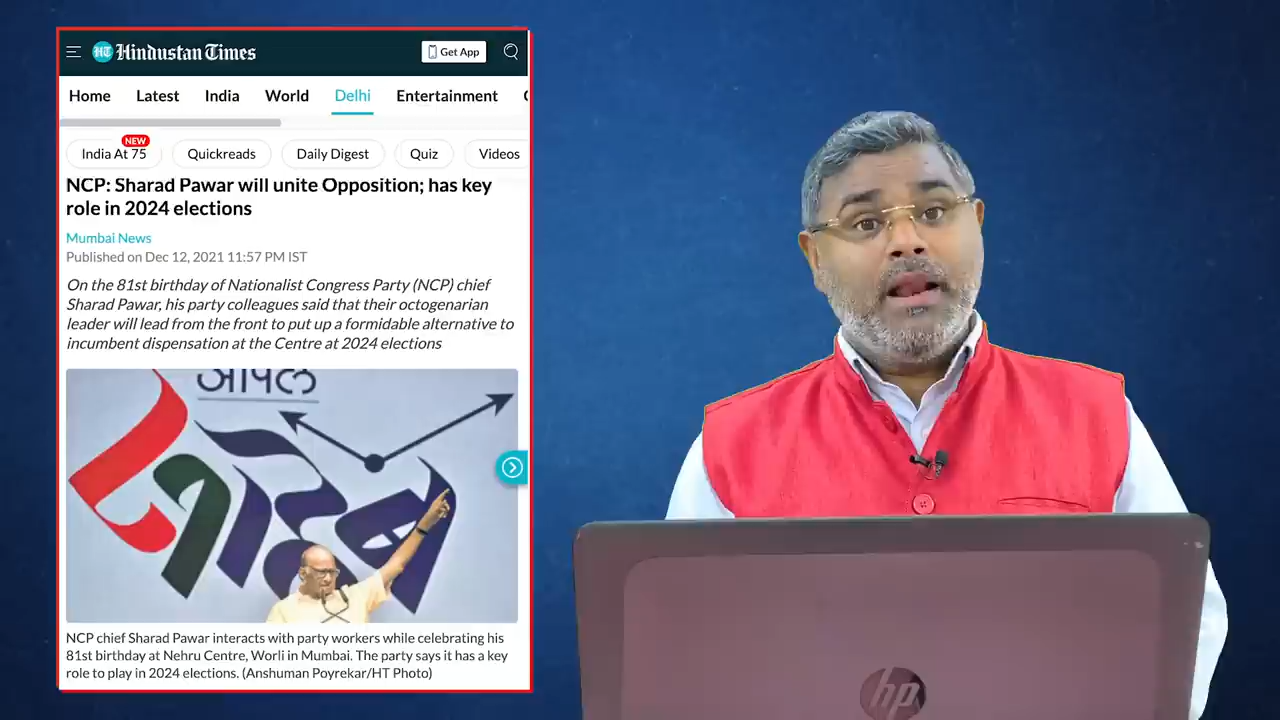 HT Hindustan Times
Get App
Home Latest India World Delhi Entertainment
NEW
India At 75 Quickreads Daily Digest Quiz Videos
NCP: Sharad Pawar will unite Opposition; has key
role in 2024 elections
Mumbai News
Published on Dec 12, 2021 11:57 PM IST
On the 81st birthday of Nationalist Congress Party (NCP) chief
Sharad Pawar, his party colleagues said that their octogenarian
leader will lead from the front to put up a formidable alternative to
incumbent dispensation at the Centre at 2024 elections
आपले
NCP chief Sharad Pawar interacts with party workers while celebrating his
81st birthday at Nehru Centre, Worli in Mumbai. The party says it has a key
role to play in 2024 elections. (Anshuman Poyrekar/HT Photo)
hp